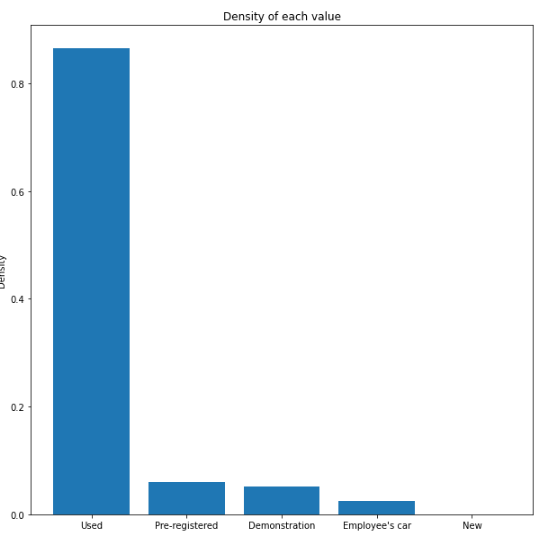 Density of each value
0.8
0.6
0.4
0.2
0.0
Density
Used Pre-registered Demonstration Employee's car New